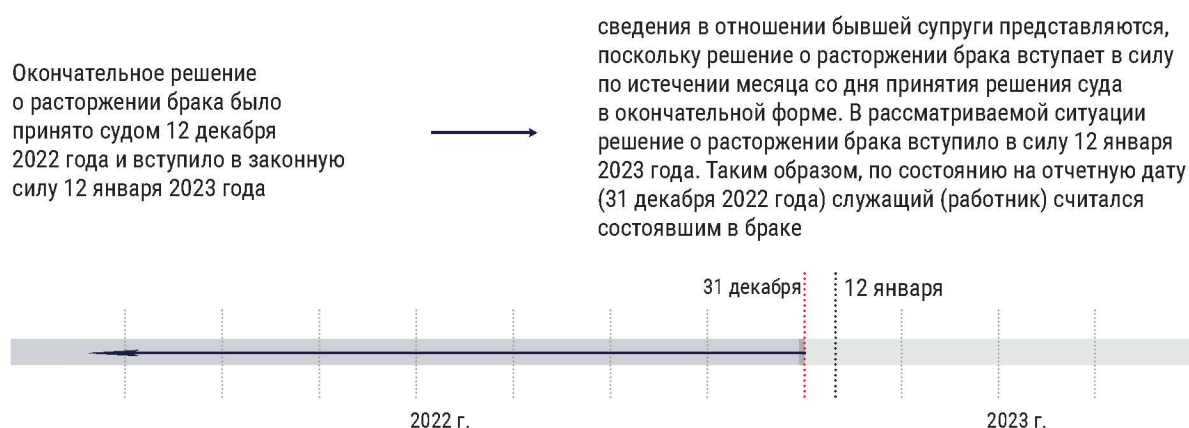 Окончательное решение
о расторжении брака было
принято судом 12 декабря
2022 года и вступило в законную
силу 12 января 2023 года
сведения в отношении бывшей супруги представляются,
поскольку решение о расторжении брака вступает в силу
по истечении месяца со дня принятия решения суда
в окончательной форме. В рассматриваемой ситуации
решение о расторжении брака вступило в силу 12 января
2023 года. Таким образом, по состоянию на отчетную дату
(31 декабря 2022 года) служащий (работник) считался
состоявшим в браке
31 декабря
12 января
2022 г.
2023 г.